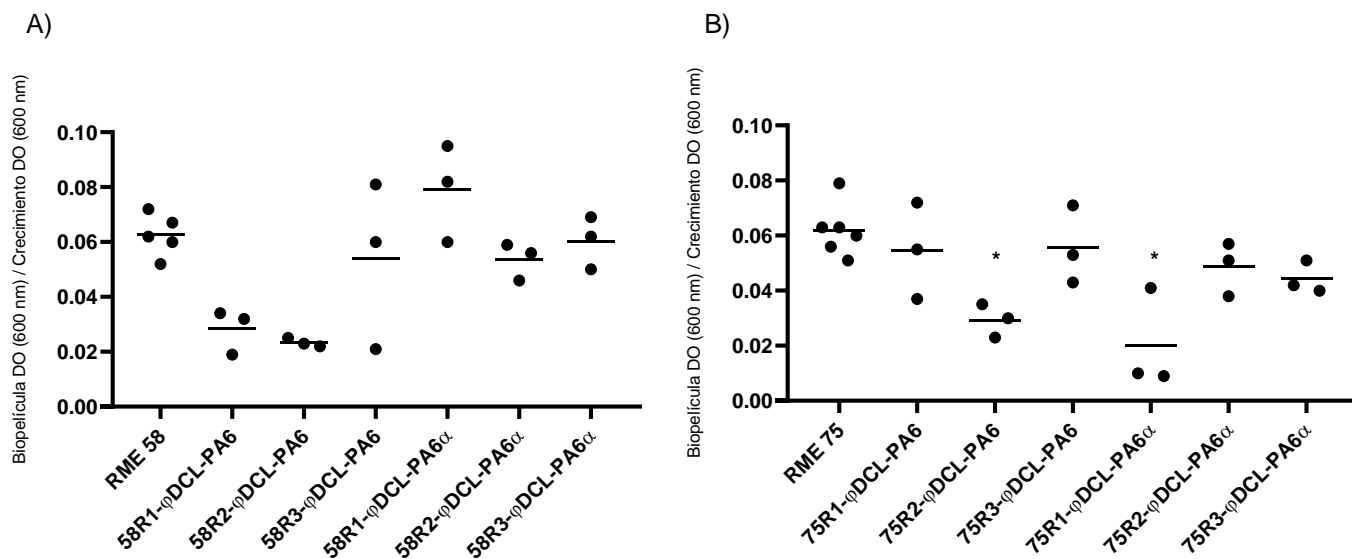 A)
Biopelícula DO (600 nm) / Crecimiento DO (600 nm)
0.10
0.08
0.06
0.04
0.02
0.00
RME 58
58R1-φDCL-PA6
58R2-φDCL-PA6
58R3-φDCL-PA6
58R1-φDCL-PA6α
58R2-φDCL-PA6α
58R3-φDCL-PA6α
B)
Biopelícula DO (600 nm) / Crecimiento DO (600 nm)
0.10
0.08
0.06
0.04
0.02
0.00
*
*
RME 75
75R1-φDCL-PA6
75R2-φDCL-PA6
75R3-φDCL-PA6
75R1-φDCL-PA6α
75R2-φDCL-PA6α
75R3-φDCL-PA6α